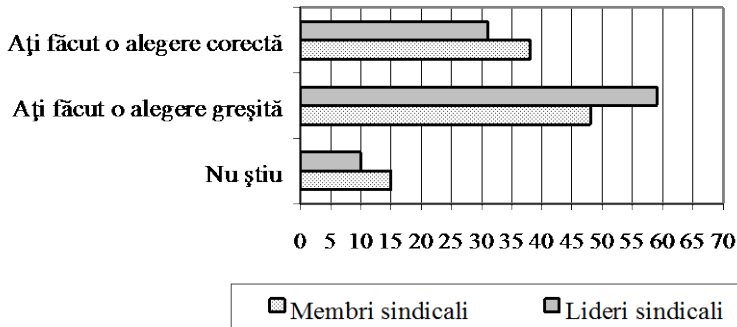 Aţi făcut o alegere corectă
Aţi făcut o alegere greşită
Nu ştiu
0 5 10 15 20 25 30 35 40 45 50 55 60 65 70
Membri sindicali Lideri sindicali